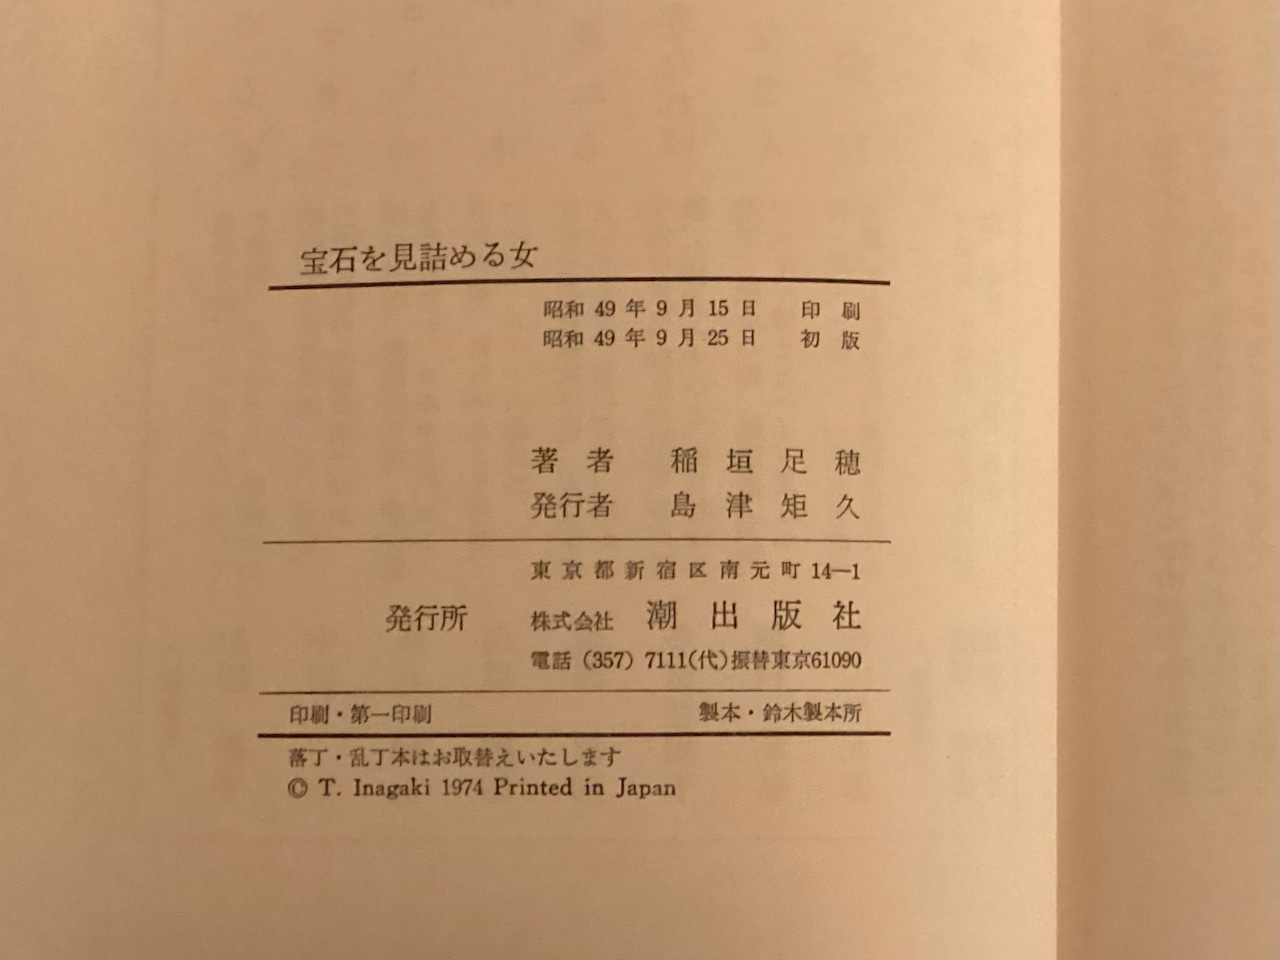 宝石を見詰める女
昭和 49 年 9 月 15 日 印 刷
昭和 49 年 9 月 25 日 初 版
著 者 稲 垣 足 穂
発行者 島 津 矩 久
東京都新宿区南元町 14—1
発行所 株式会社 潮 出 版 社
電話 (357) 7111(代)振替東京61090
印刷・第一印刷 製本・鈴木製本所
落丁・乱丁本はお取替えいたします
© T. Inagaki 1974 Printed in Japan